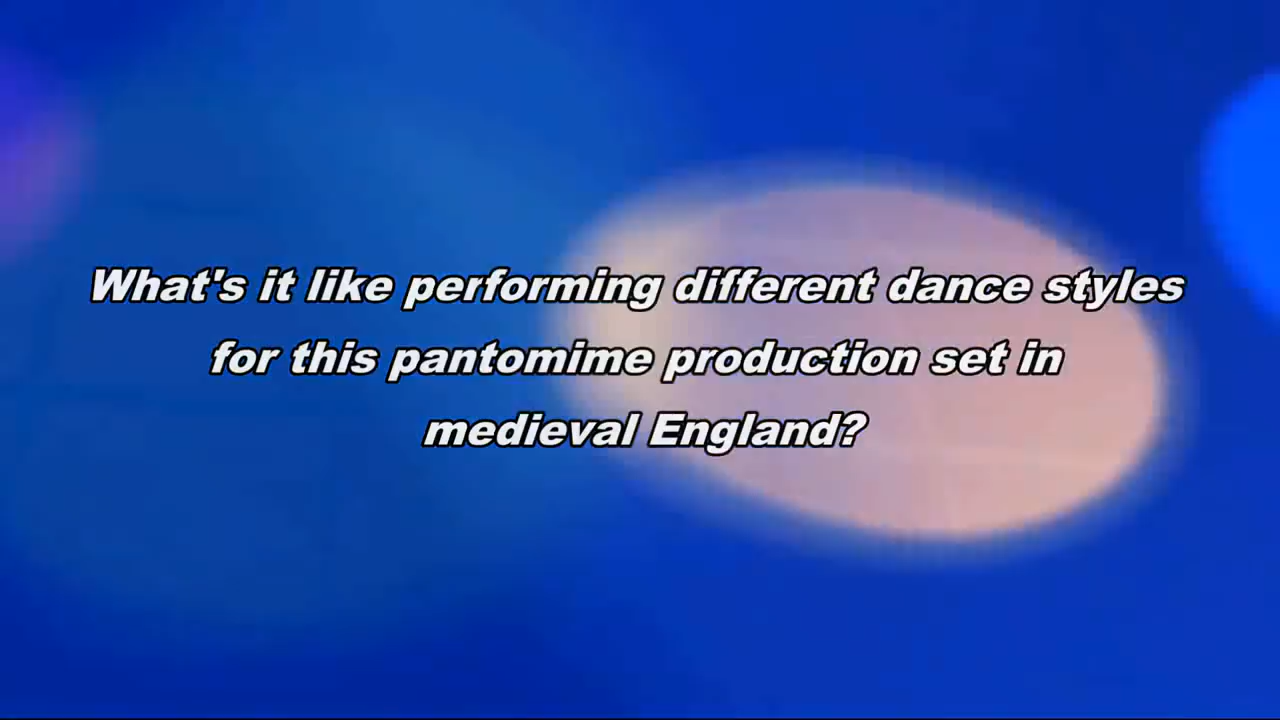 What's it like performing different dance styles
for this pantomime production set in
medieval England?